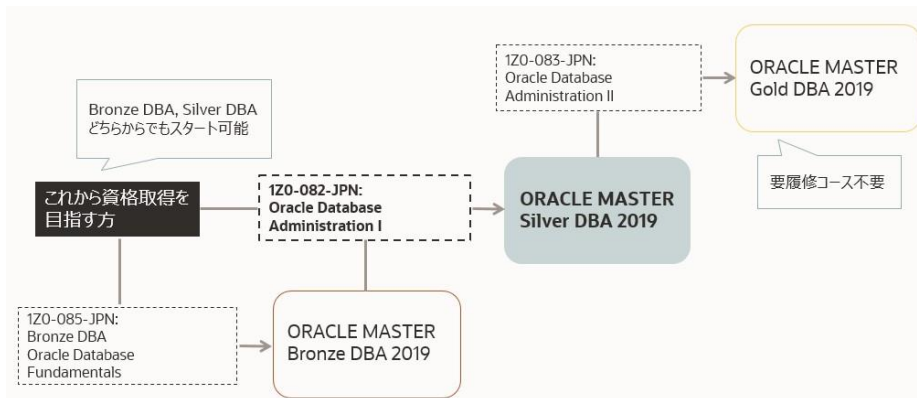 Bronze DBA, Silver DBA
どちらからでもスタート可能
これから資格取得を
目指す方
1Z0-085-JPN:
Bronze DBA
Oracle Database
Fundamentals
ORACLE MASTER
Bronze DBA 2019
1Z0-082-JPN:
Oracle Database
Administration I
ORACLE MASTER
Silver DBA 2019
1Z0-083-JPN:
Oracle Database
Administration II
ORACLE MASTER
Gold DBA 2019
要履修コース不要